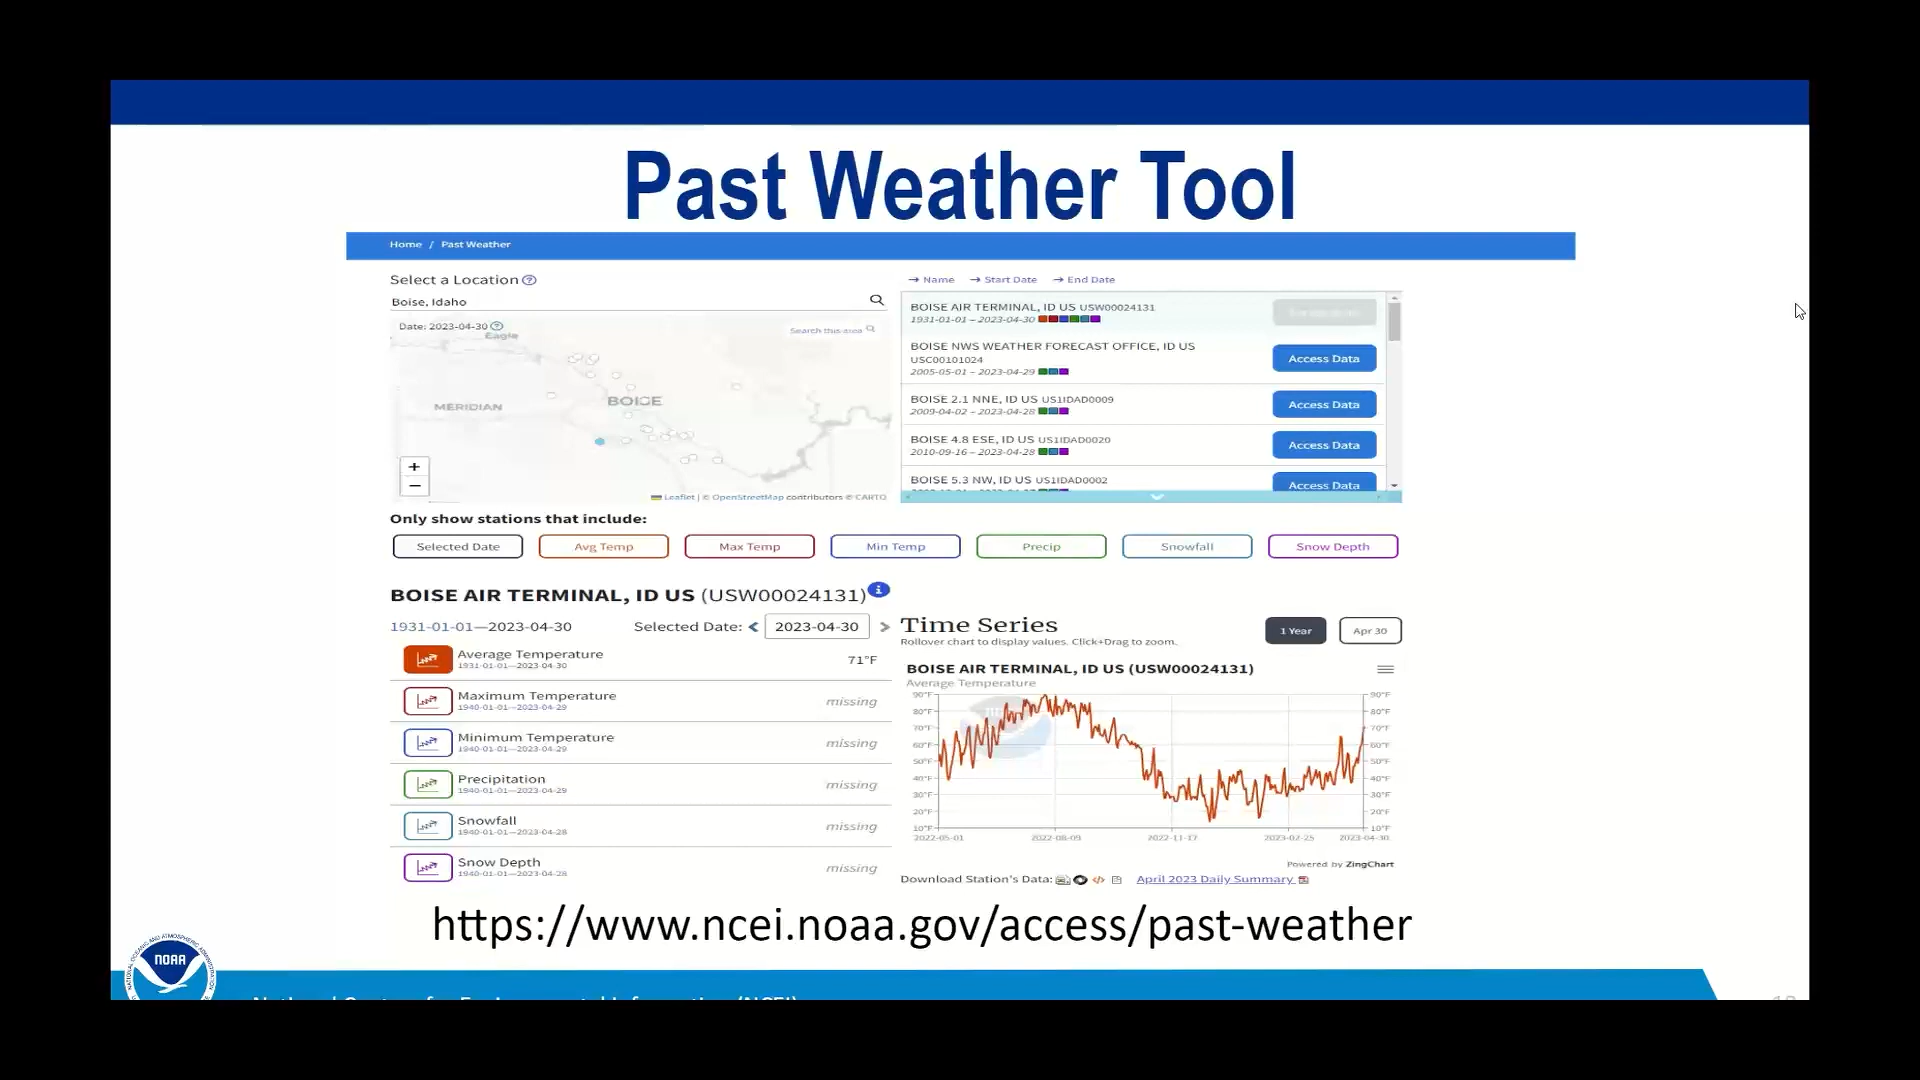 Past Weather Tool
Home / Past Weather
Select a Location
Boise, Idaho
Date: 2023-04-30
Search this area
Eagle
MERIDIAN
BOISE
+
−
Leaflet | © OpenStreetMap contributors © CARTO
→ Name → Start Date → End Date
BOISE AIR TERMINAL, ID US USW00024131
1931-01-01 – 2023-04-30
BOISE NWS WEATHER FORECAST OFFICE, ID US
USC00101024
2005-05-01 – 2023-04-29
Access Data
BOISE 2.1 NNE, ID US US1IDAD0009
2009-04-02 – 2023-04-28
Access Data
BOISE 4.8 ESE, ID US US1IDAD0020
2010-09-16 – 2023-04-28
Access Data
BOISE 5.3 NW, ID US US1IDAD0002
Access Data
Only show stations that include:
Selected Date Avg Temp Max Temp Min Temp Precip Snowfall Snow Depth
BOISE AIR TERMINAL, ID US (USW00024131)
1931-01-01—2023-04-30 Selected Date: < 2023-04-30 >
Average Temperature 71°F
1931-01-01—2023-04-30
Maximum Temperature missing
1940-01-01—2023-04-29
Minimum Temperature missing
1940-01-01—2023-04-29
Precipitation missing
1940-01-01—2023-04-29
Snowfall missing
1940-01-01—2023-04-28
Snow Depth missing
1940-01-01—2023-04-28
Time Series
Rollover chart to display values. Click+Drag to zoom.
1 Year Apr 30
BOISE AIR TERMINAL, ID US (USW00024131)
Average Temperature
90°F 90°F
80°F 80°F
70°F 70°F
60°F 60°F
50°F 50°F
40°F 40°F
30°F 30°F
20°F 20°F
10°F 10°F
2022-05-01 2022-08-09 2022-11-17 2023-02-25 2023-04-30
Powered by ZingChart
Download Station's Data: April 2023 Daily Summary
https://www.ncei.noaa.gov/access/past-weather
NOAA